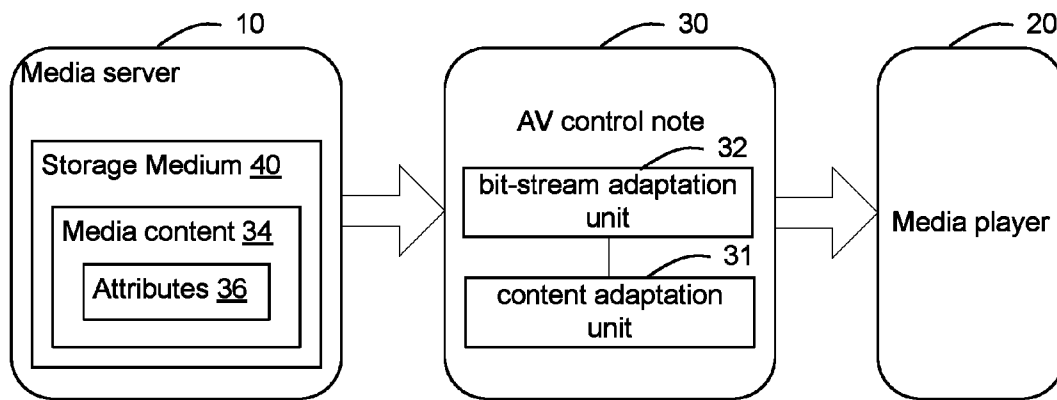 10
30
20
Media server
Storage Medium 40
Media content 34
Attributes 36
AV control note
32
bit-stream adaptation
unit
31
content adaptation
unit
Media player